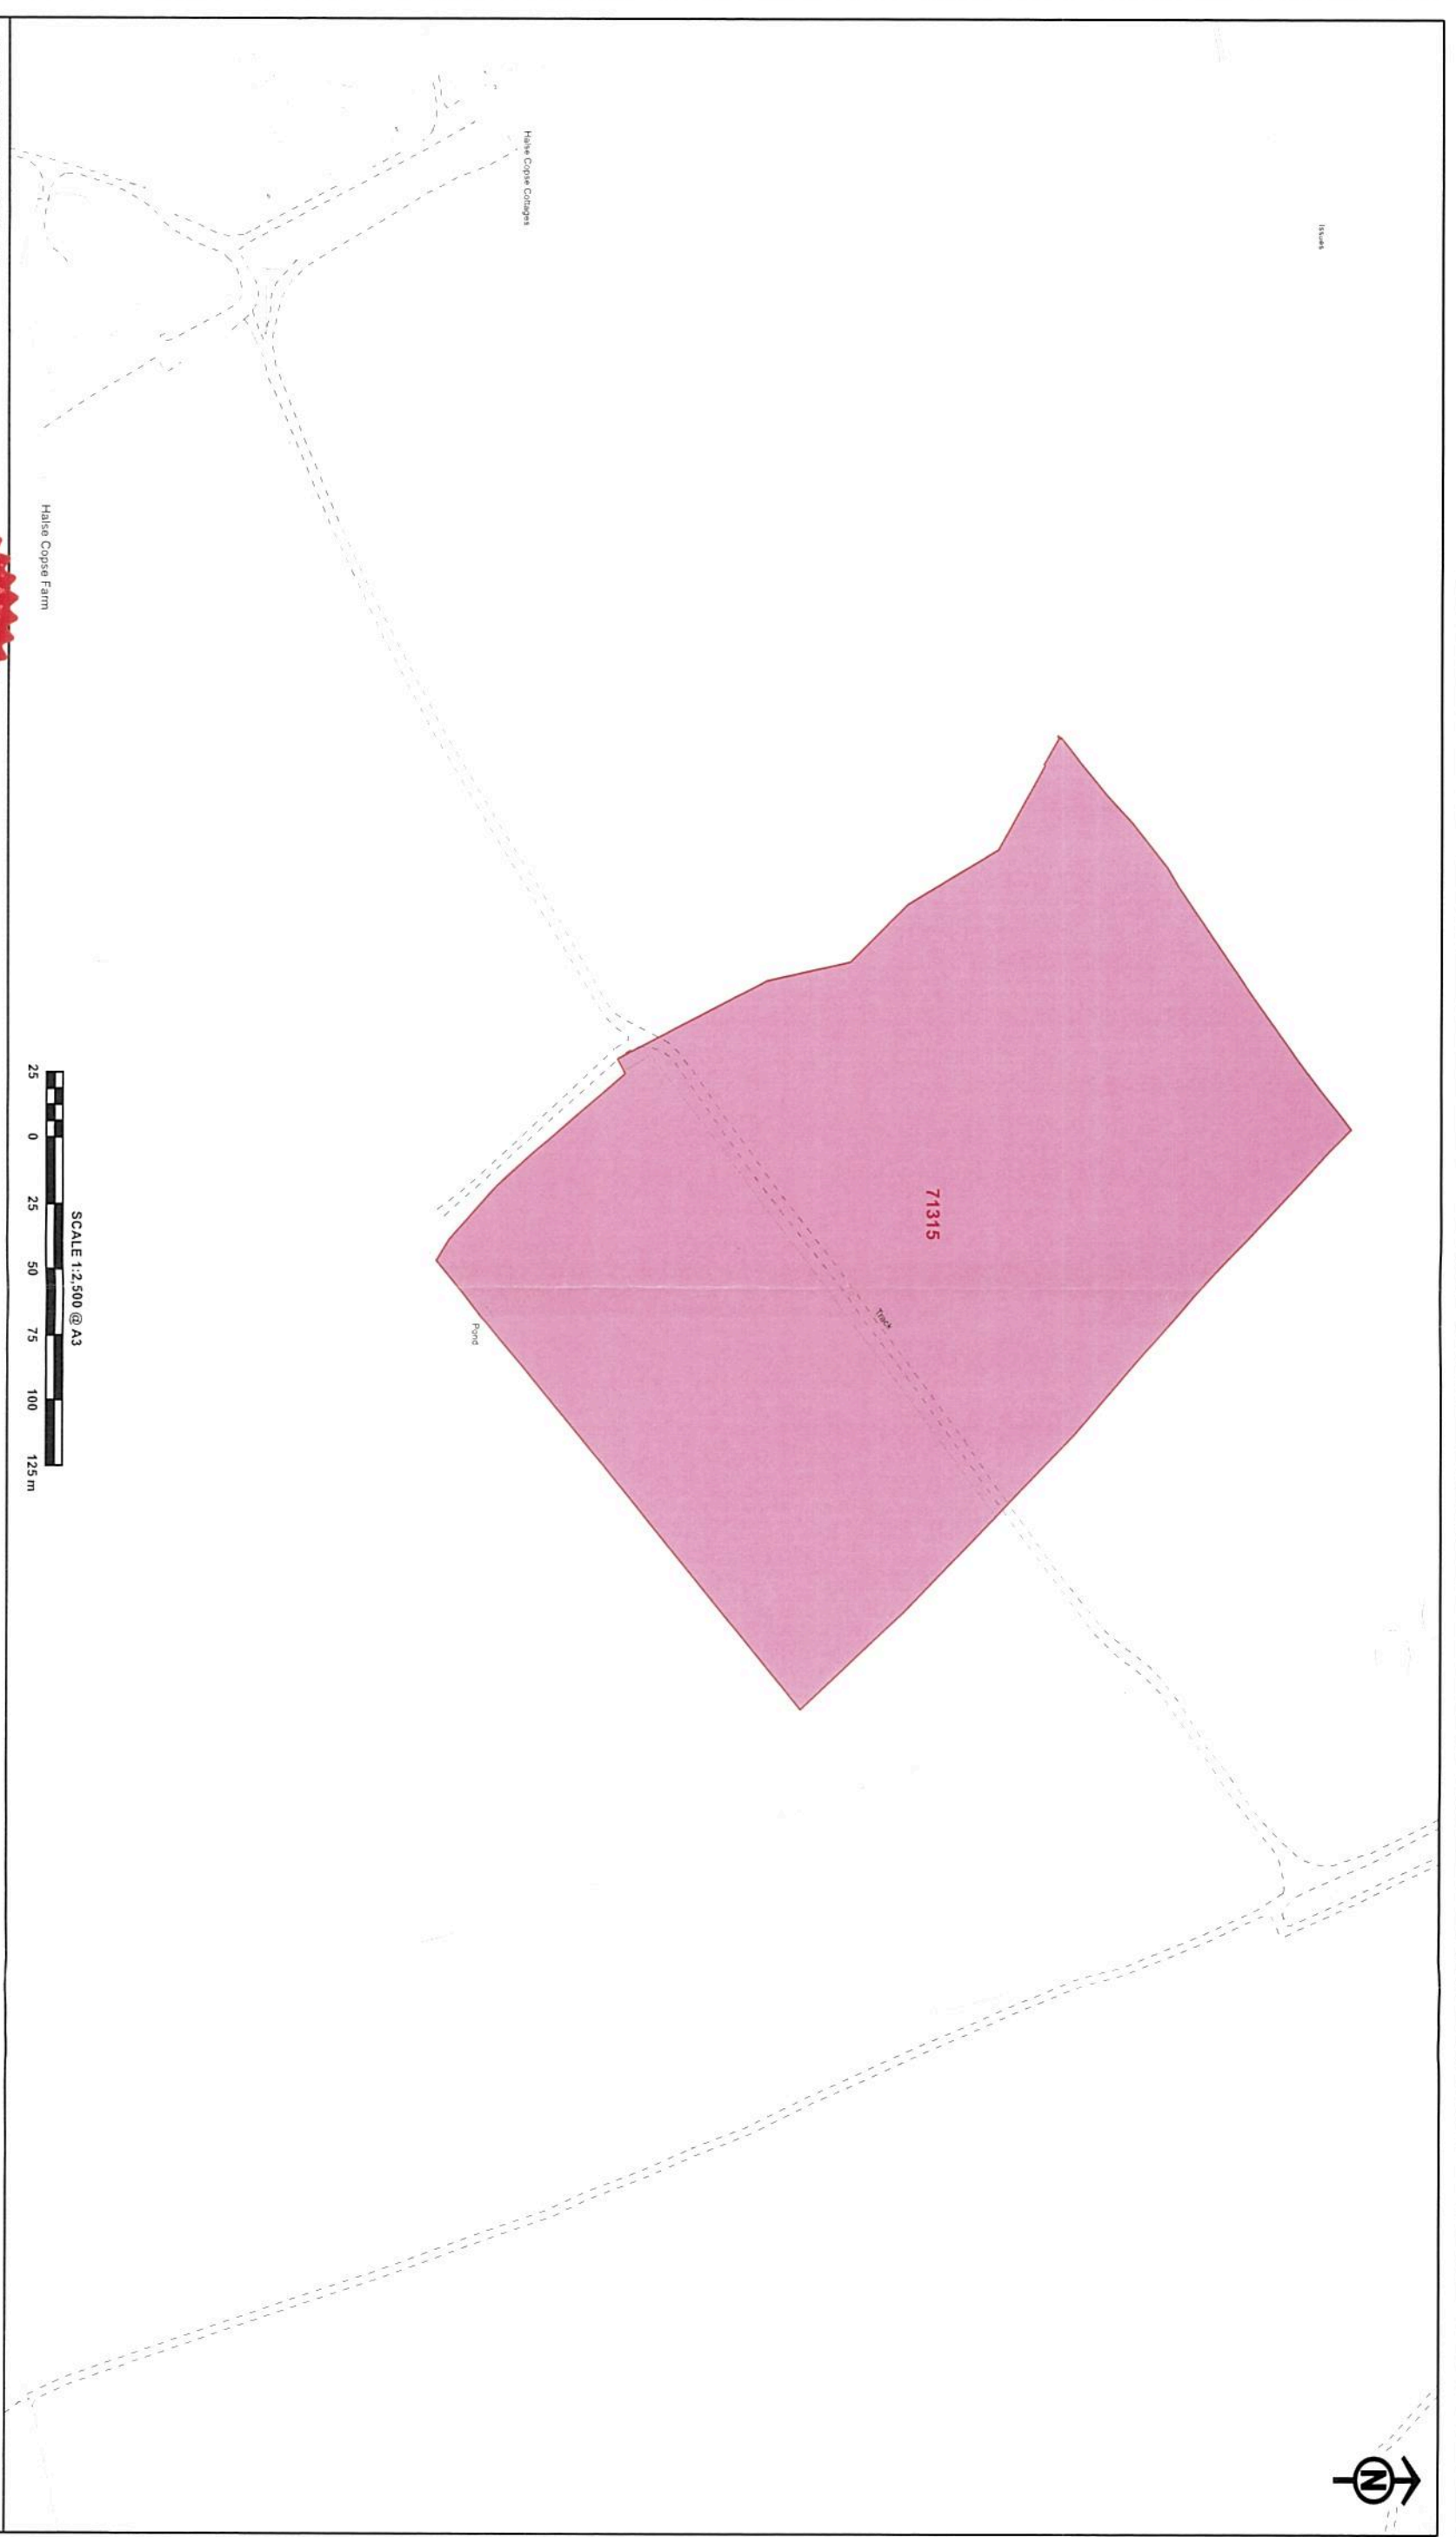 Issues
Halse Copse Cottages
71315
Track
Pond
Halse Copse Farm
SCALE 1:2,500 @ A3
25 0 25 50 75 100 125 m
N